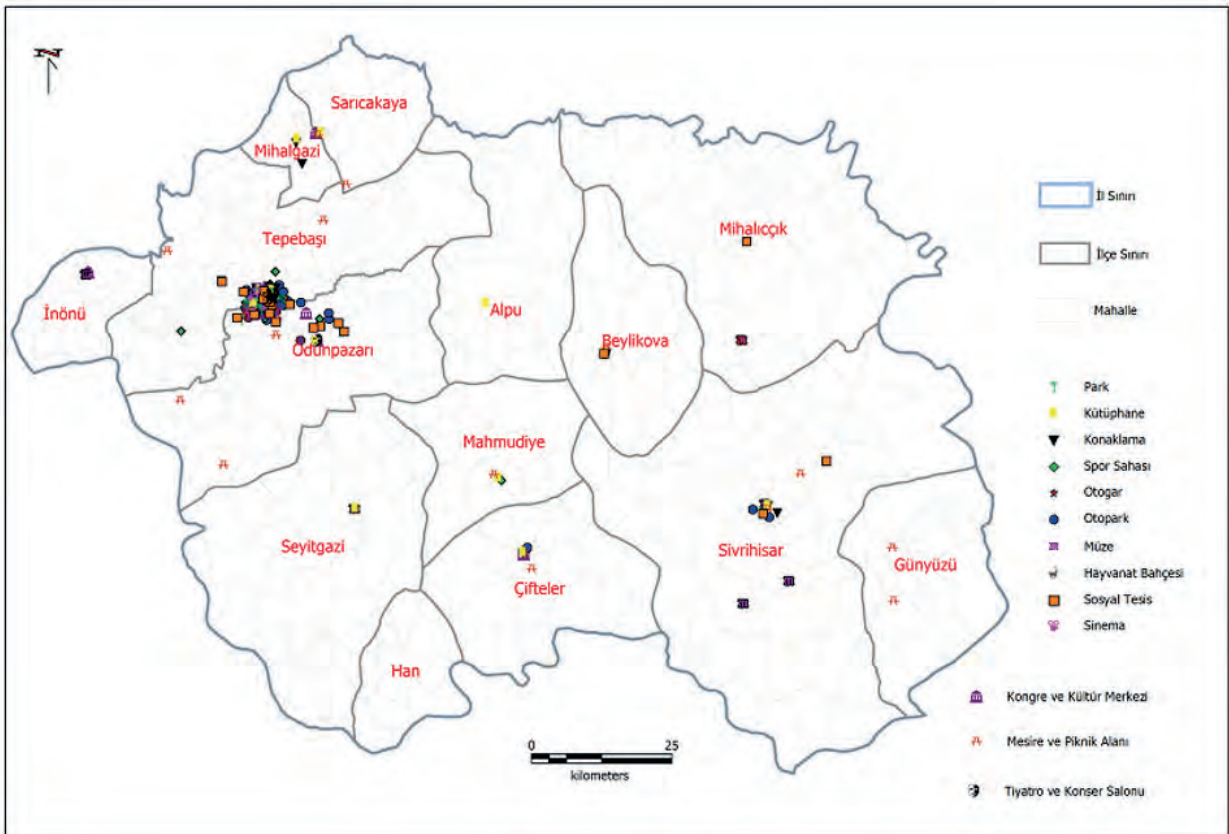 N
Sarıcakaya
Mihalgazi
Tepebaşı
Mihalıççık
İnönü
Alpu
Beylikova
Odunpazarı
Mahmudiye
Seyitgazi
Sivrihisar
Günyüzü
Çifteler
Han
0 25
kilometers
İl Sınırı
İlçe Sınırı
Mahalle
Park
Kütüphane
Konaklama
Spor Sahası
Otogar
Otopark
Müze
Hayvanat Bahçesi
Sosyal Tesis
Sinema
Kongre ve Kültür Merkezi
Mesire ve Piknik Alanı
Tiyatro ve Konser Salonu